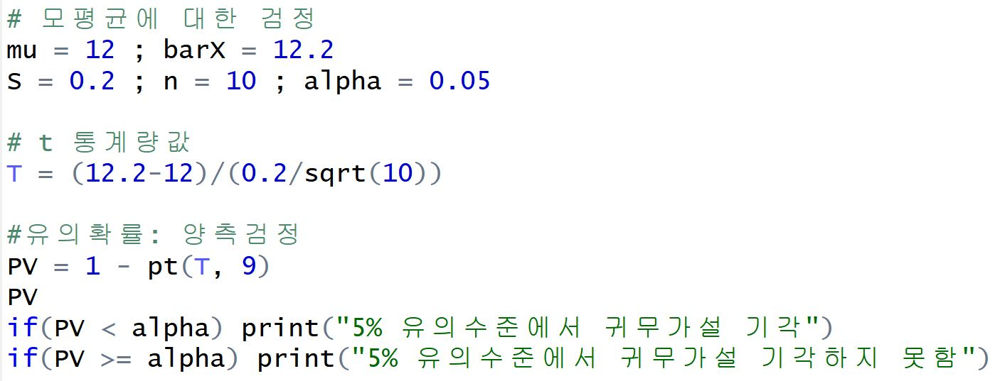 # 모평균에 대한 검정
mu = 12 ; barX = 12.2
S = 0.2 ; n = 10 ; alpha = 0.05
# t 통계량값
T = (12.2-12)/(0.2/sqrt(10))
#유의확률: 양측검정
PV = 1 - pt(T, 9)
PV
if(PV < alpha) print("5% 유의수준에서 귀무가설 기각")
if(PV >= alpha) print("5% 유의수준에서 귀무가설 기각하지 못함")